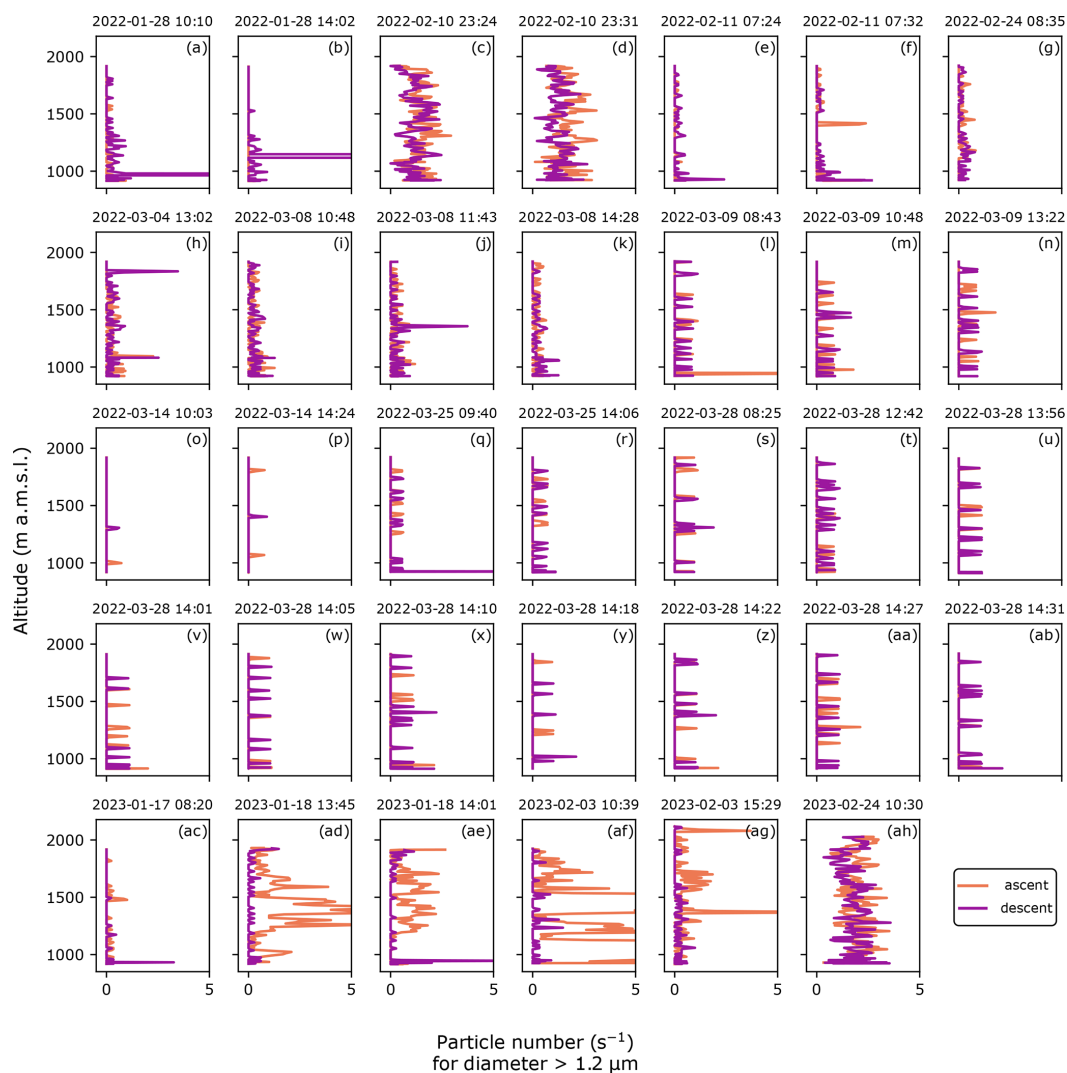 2022-01-28 10:10 2022-01-28 14:02 2022-02-10 23:24 2022-02-10 23:31 2022-02-11 07:24 2022-02-11 07:32 2022-02-24 08:35
(a) (b) (c) (d) (e) (f) (g)
2000
1500
1000
2022-03-04 13:02 2022-03-08 10:48 2022-03-08 11:43 2022-03-08 14:28 2022-03-09 08:43 2022-03-09 10:48 2022-03-09 13:22
(h) (i) (j) (k) (l) (m) (n)
2000
1500
1000
2022-03-14 10:03 2022-03-14 14:24 2022-03-25 09:40 2022-03-25 14:06 2022-03-28 08:25 2022-03-28 12:42 2022-03-28 13:56
(o) (p) (q) (r) (s) (t) (u)
2000
1500
1000
Altitude (m a.m.s.l.)
2022-03-28 14:01 2022-03-28 14:05 2022-03-28 14:10 2022-03-28 14:18 2022-03-28 14:22 2022-03-28 14:27 2022-03-28 14:31
(v) (w) (x) (y) (z) (aa) (ab)
2000
1500
1000
2023-01-17 08:20 2023-01-18 13:45 2023-01-18 14:01 2023-02-03 10:39 2023-02-03 15:29 2023-02-24 10:30
(ac) (ad) (ae) (af) (ag) (ah)
2000
1500
1000
0 5 0 5 0 5 0 5 0 5 0 5
ascent
descent
Particle number (s⁻¹)
for diameter > 1.2 μm